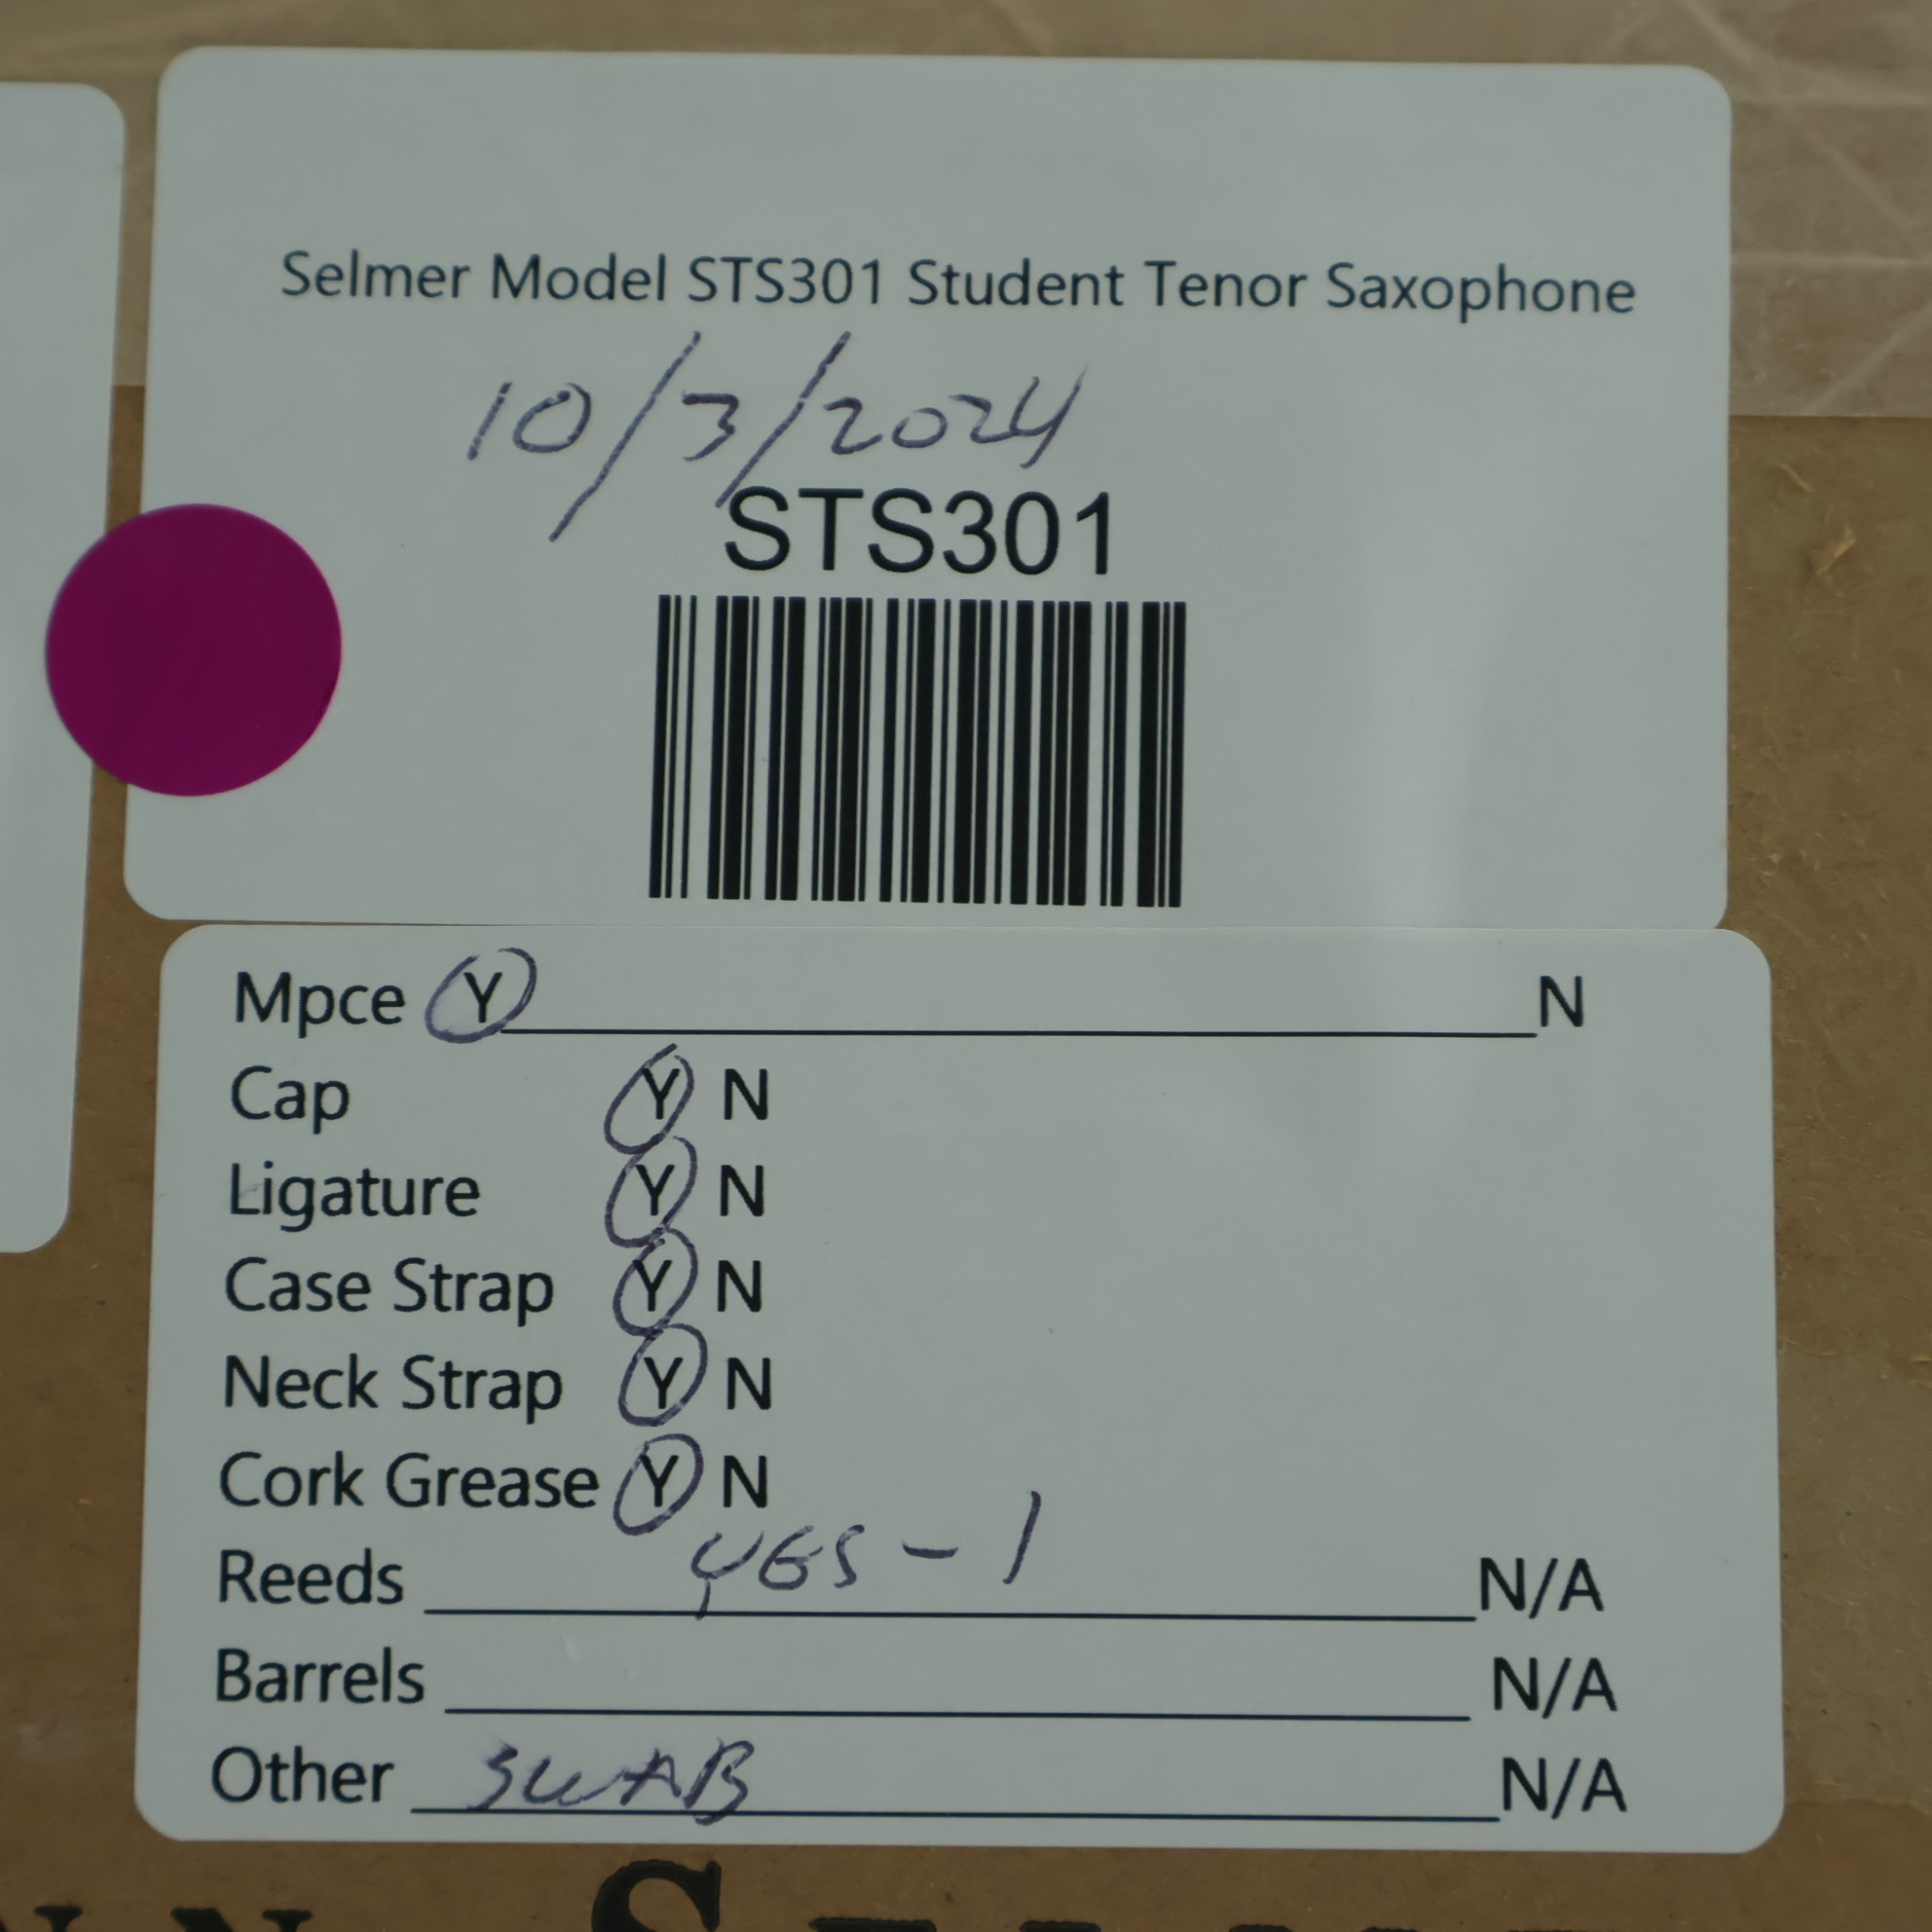 Selmer Model STS301 Student Tenor Saxophone
10/3/2024
STS301
Mpce Y N
Cap Y N
Ligature Y N
Case Strap Y N
Neck Strap Y N
Cork Grease Y N
Reeds YES - 1 N/A
Barrels N/A
Other SWAB N/A